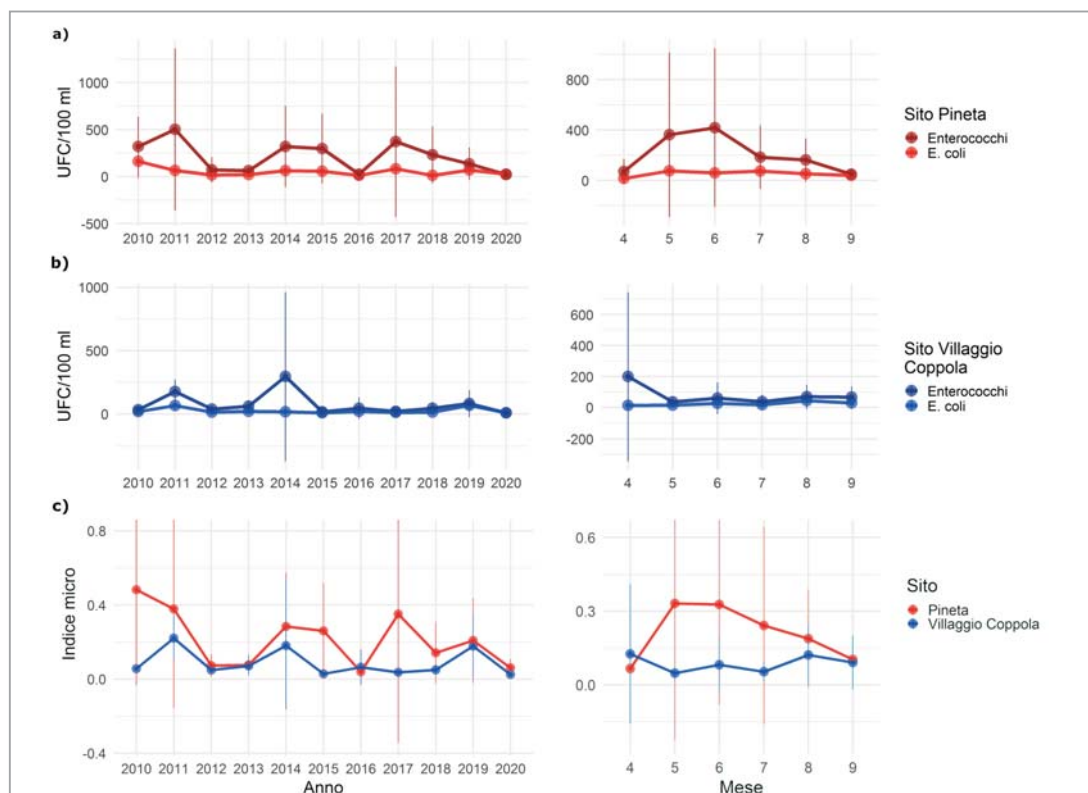 a)
UFC/100 ml
1000
500
0
-500
2010 2011 2012 2013 2014 2015 2016 2017 2018 2019 2020
800
400
0
4 5 6 7 8 9
Sito Pineta
Enterococchi
E. coli
b)
UFC/100 ml
1000
500
0
2010 2011 2012 2013 2014 2015 2016 2017 2018 2019 2020
600
400
200
0
-200
4 5 6 7 8 9
Sito Villaggio
Coppola
Enterococchi
E. coli
c)
Indice micro
0.8
0.4
0.0
-0.4
2010 2011 2012 2013 2014 2015 2016 2017 2018 2019 2020
Anno
0.6
0.3
0.0
4 5 6 7 8 9
Mese
Sito
Pineta
Villaggio Coppola